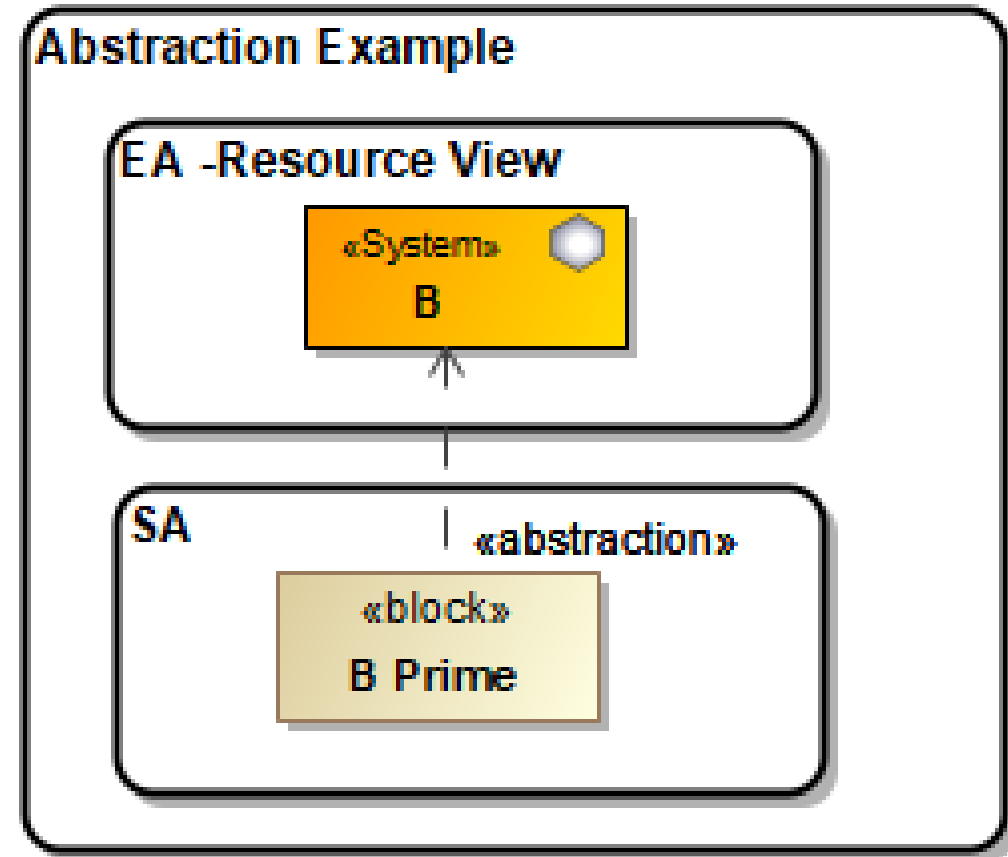 Abstraction Example
EA -Resource View
«System»
B
SA
«abstraction»
«block»
B Prime